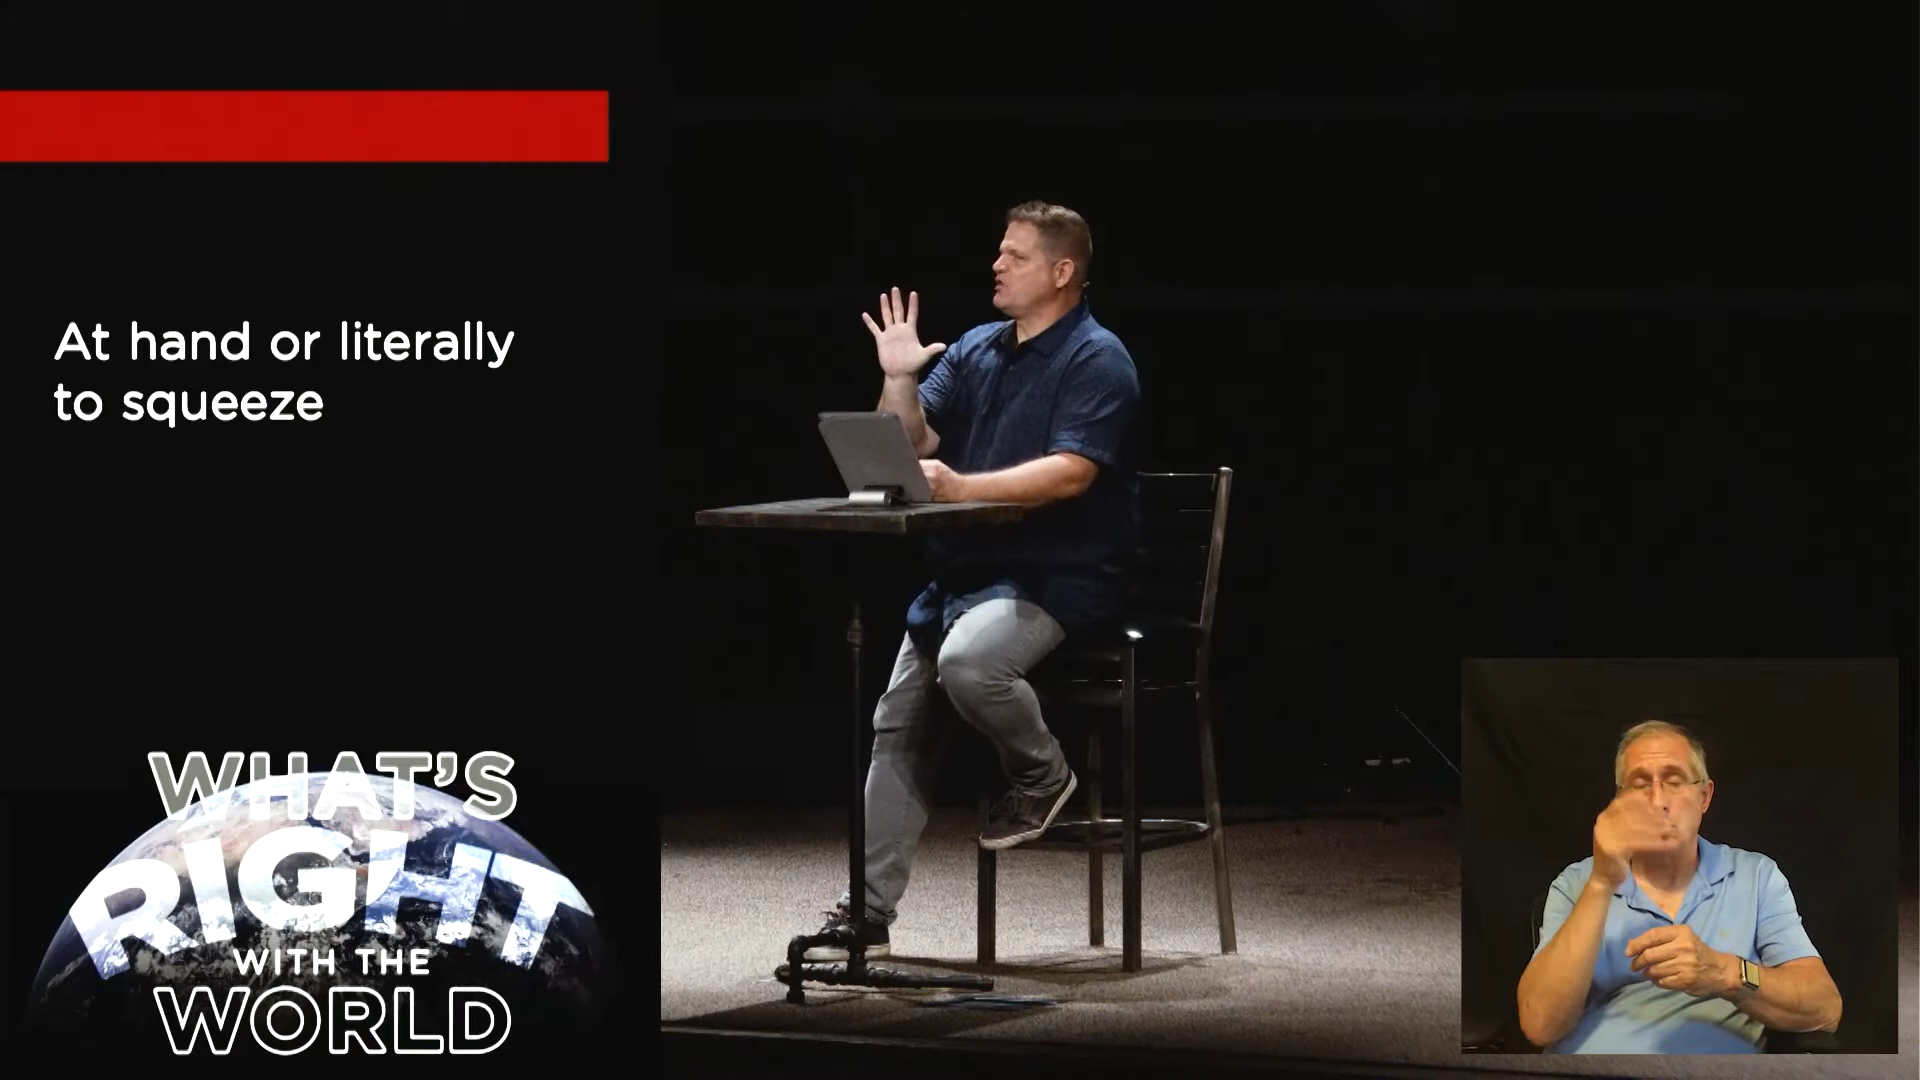 At hand or literally
to squeeze
WHAT'S
RIGHT
WITH THE
WORLD